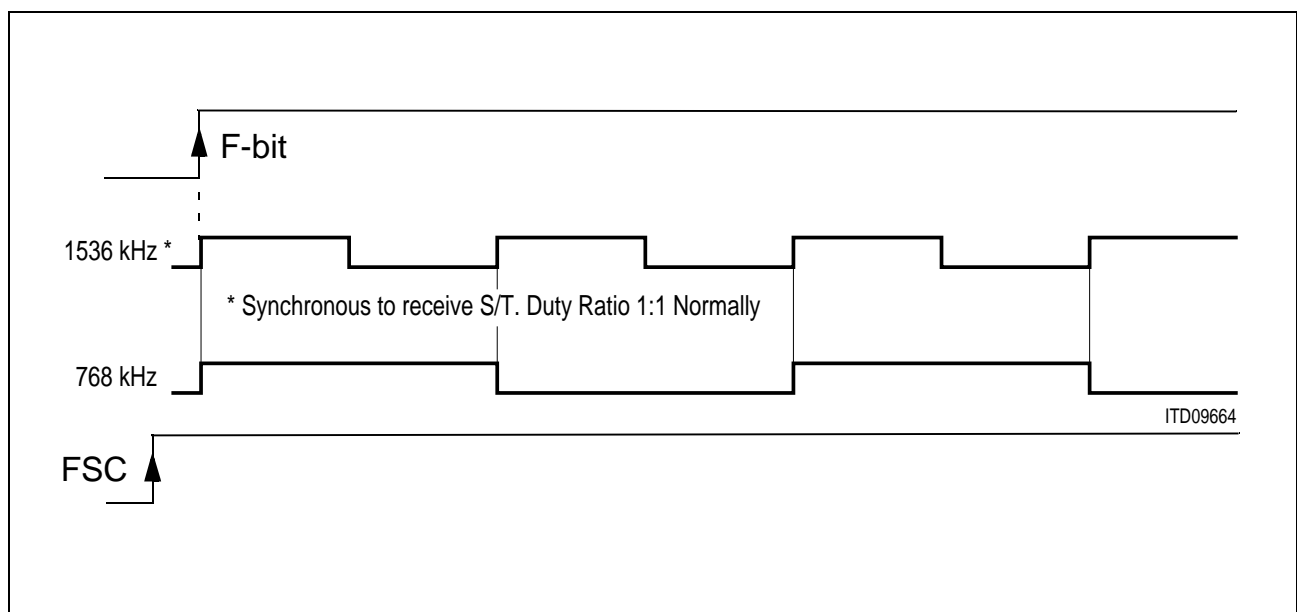 F-bit
1536 kHz *
* Synchronous to receive S/T. Duty Ratio 1:1 Normally
768 kHz
ITD09664
FSC